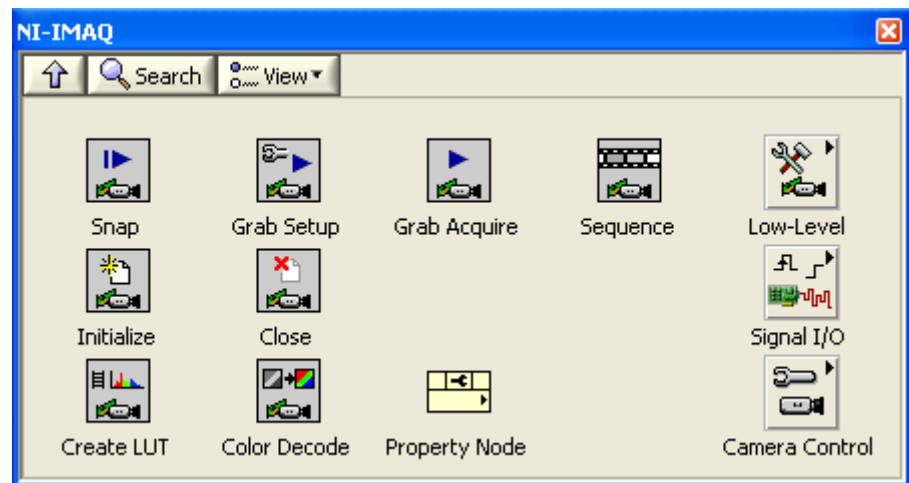 NI-IMAQ
Search View
Snap Grab Setup Grab Acquire Sequence Low-Level
Initialize Close Signal I/O
Create LUT Color Decode Property Node Camera Control